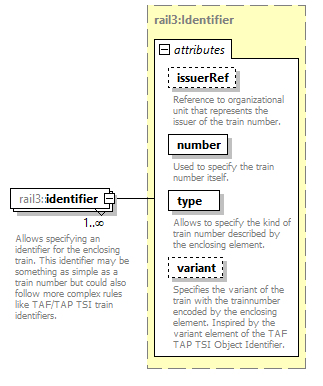 rail3:Identifier
attributes
issuerRef
Reference to organizational
unit that represents the
issuer of the train number.
number
Used to specify the train
number itself.
type
Allows to specify the kind of
train number described by
the enclosing element.
variant
Specifies the variant of the
train with the trainnumber
encoded by the enclosing
element. Inspired by the
variant element of the TAF
TAP TSI Object Identifier.
rail3:identifier
1..∞
Allows specifying an
identifier for the enclosing
train. This identifier may be
something as simple as a
train number but could also
follow more complex rules
like TAF/TAP TSI train
identifiers.